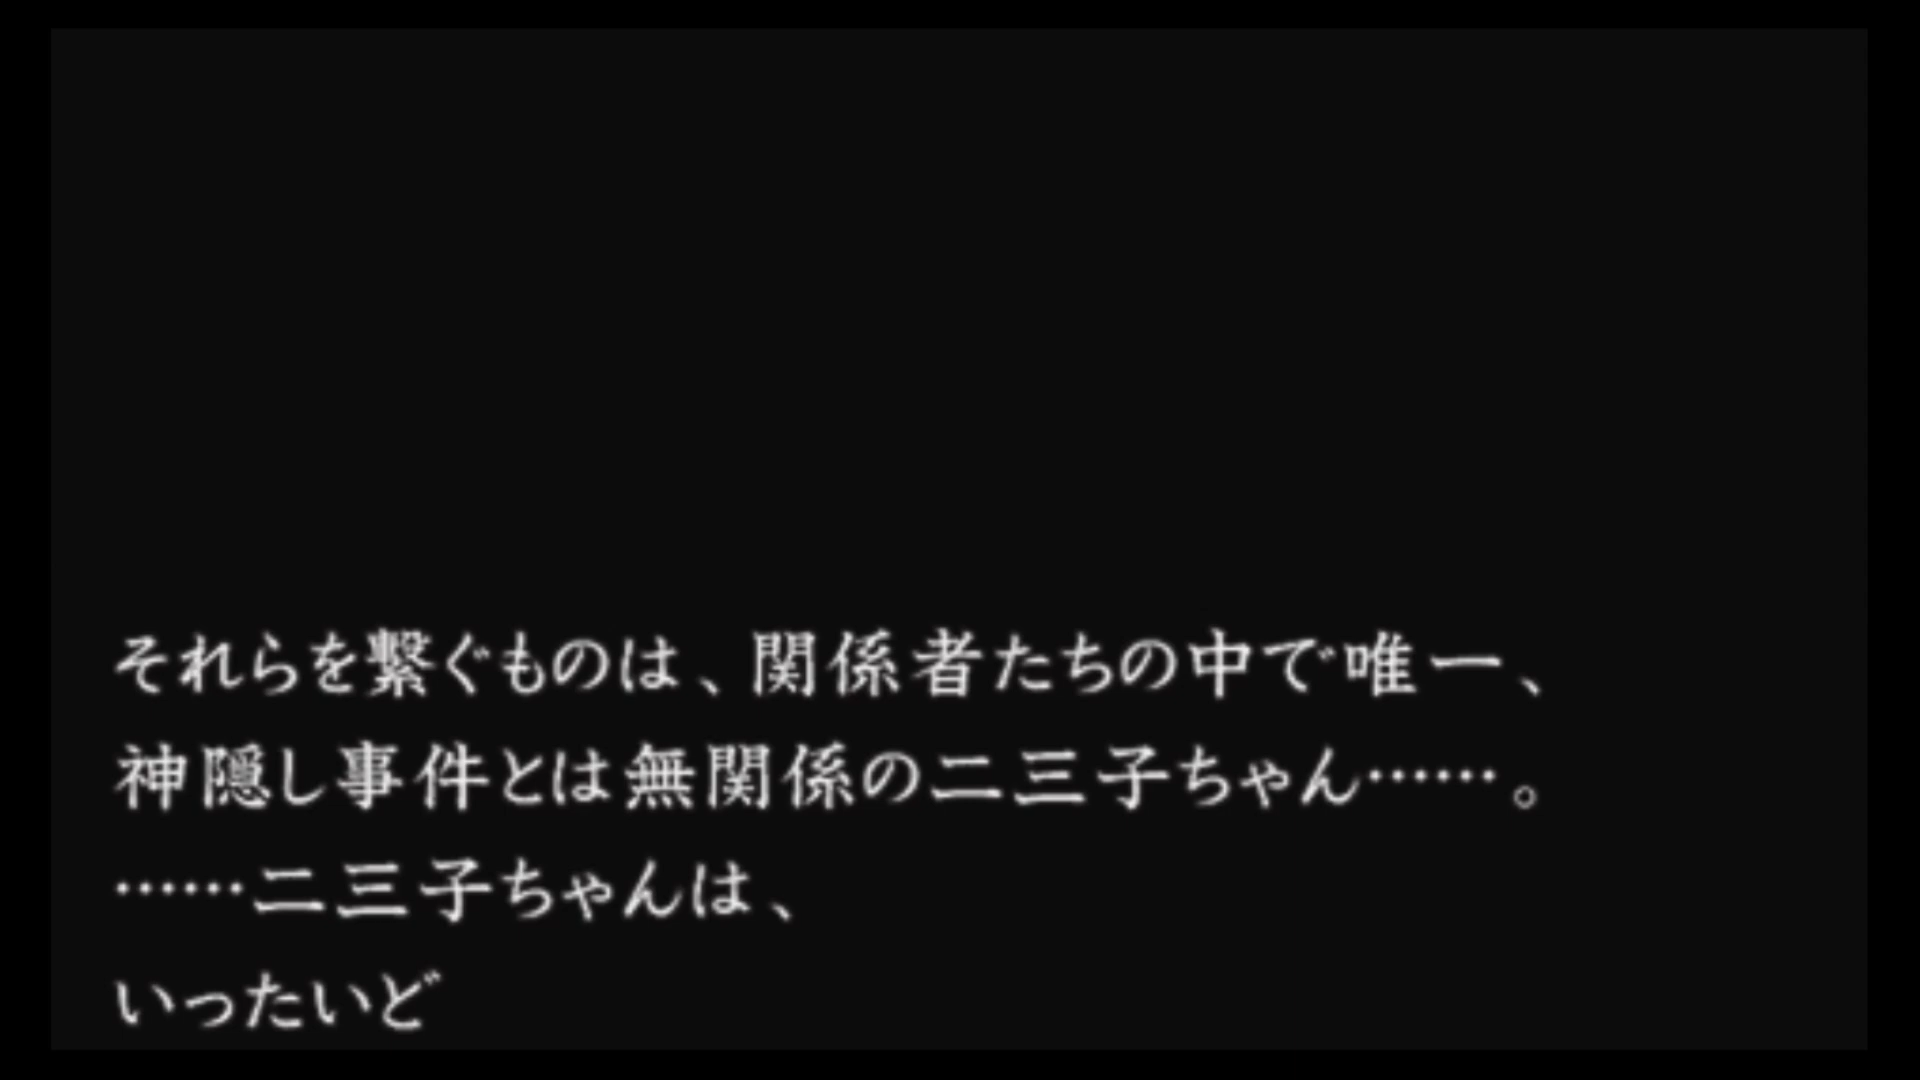 それらを繋ぐものは、関係者たちの中で唯一、
神隠し事件とは無関係の二三子ちゃん……。
……二三子ちゃんは、
いったいど